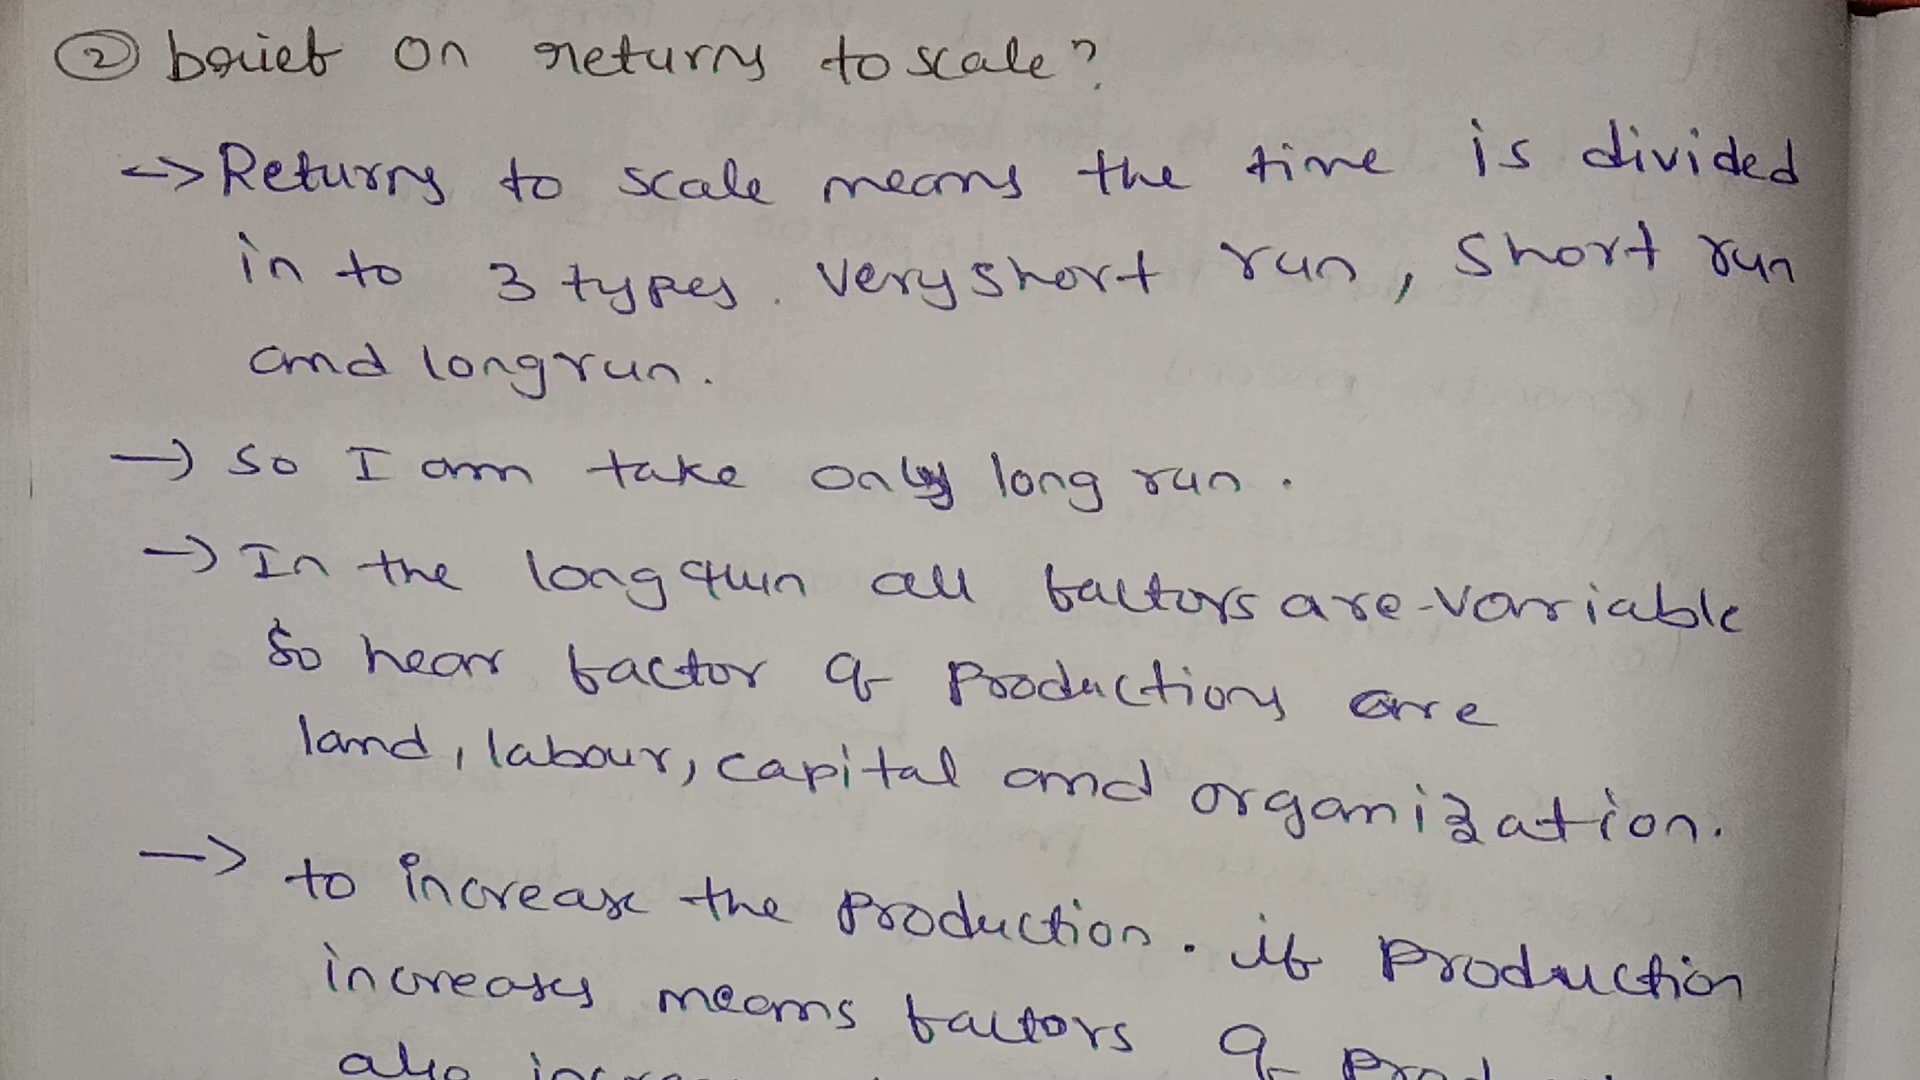 ② brief on returns to scale?
-> Returns to scale means the time is divided
in to 3 types. very short run, short run
and longrun.
-> so I am take only long run.
-> In the long run all factors are variable
So hear factor of productions are
land, labour, capital and organization.
-> to increase the production. if production
increases means factors of
also